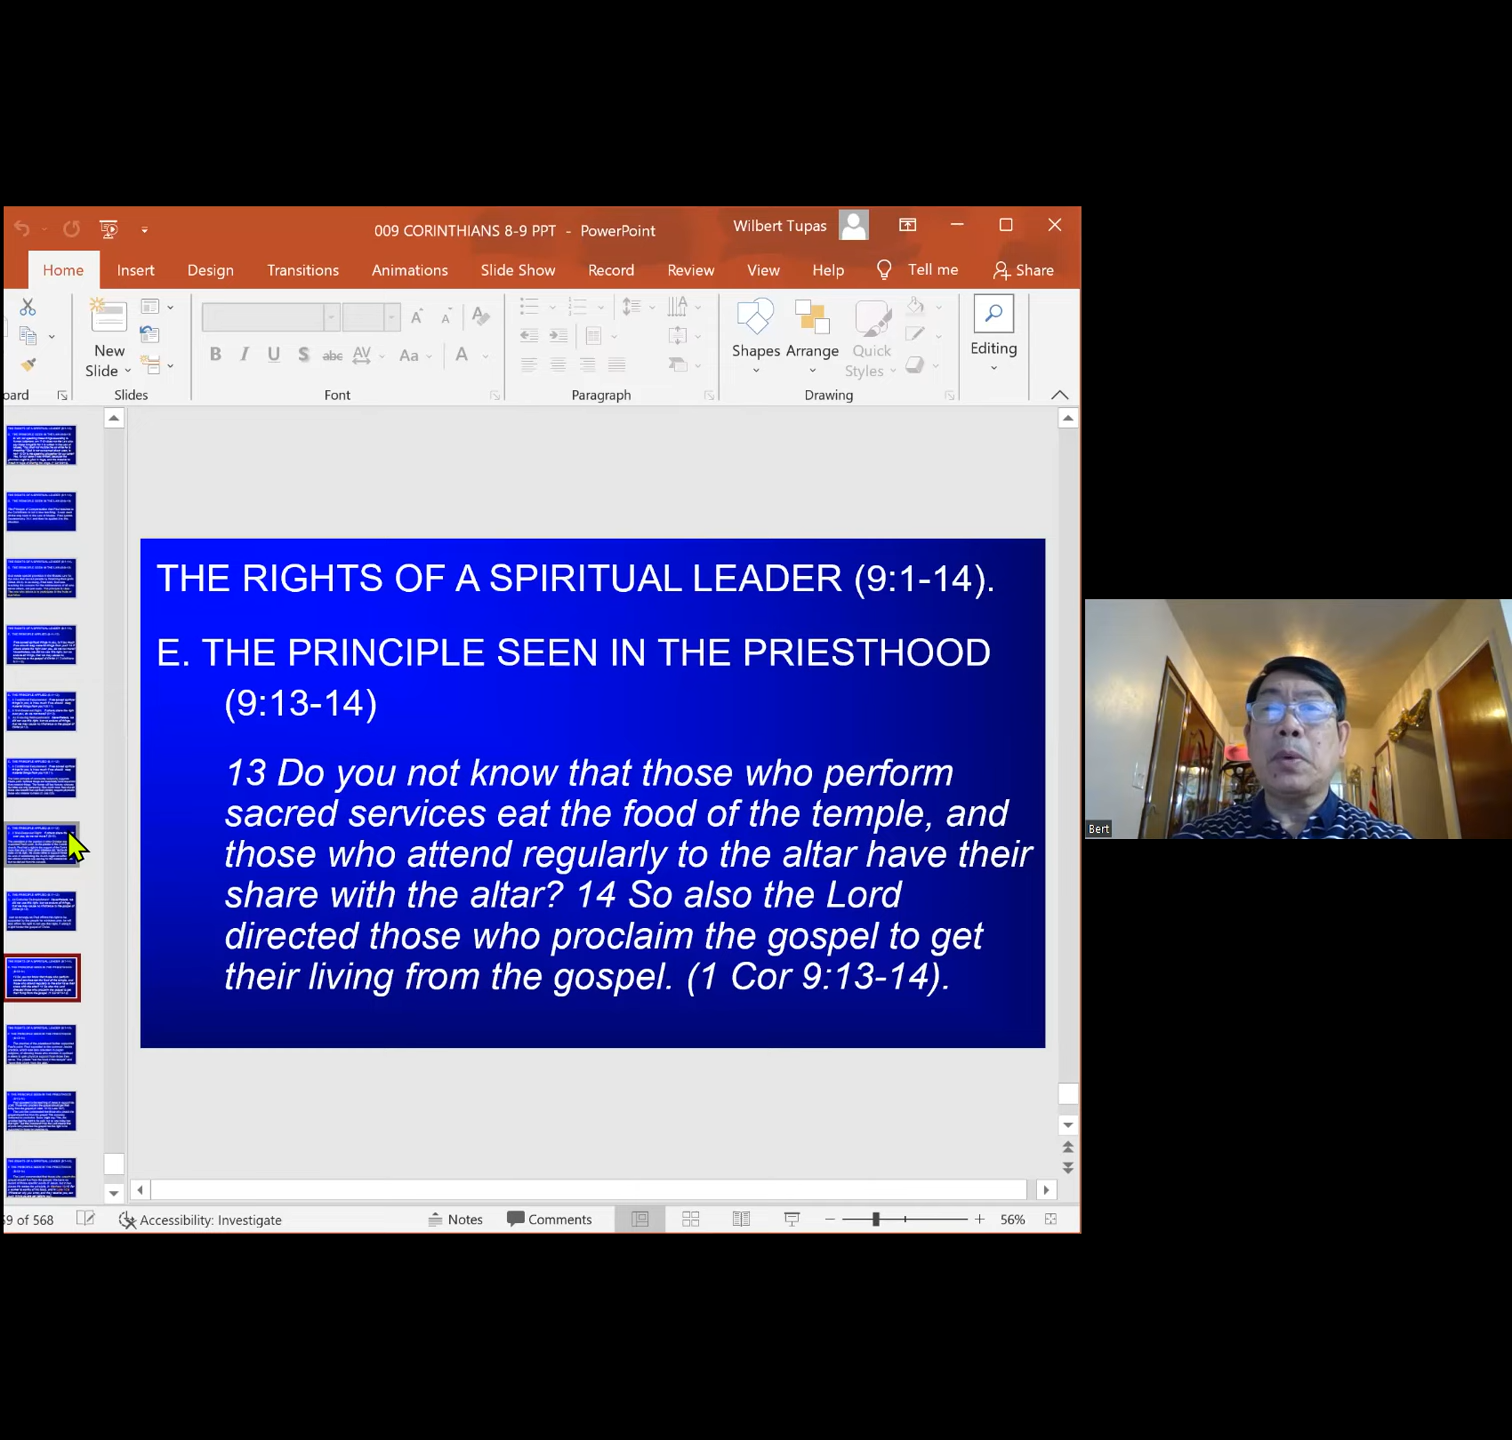 009 CORINTHIANS 8-9 PPT - PowerPoint
Wilbert Tupas
Home Insert Design Transitions Animations Slide Show Record Review View Help Tell me Share
New
Slide
Shapes Arrange Quick
Styles
Editing
B I U S abc AV Aa A
oard Slides Font Paragraph Drawing
THE RIGHTS OF A SPIRITUAL LEADER (9:1-14).
E. THE PRINCIPLE SEEN IN THE PRIESTHOOD
(9:13-14)
13 Do you not know that those who perform
sacred services eat the food of the temple, and
those who attend regularly to the altar have their
share with the altar? 14 So also the Lord
directed those who proclaim the gospel to get
their living from the gospel. (1 Cor 9:13-14).
Bert
59 of 568 Accessibility: Investigate Notes Comments 56%